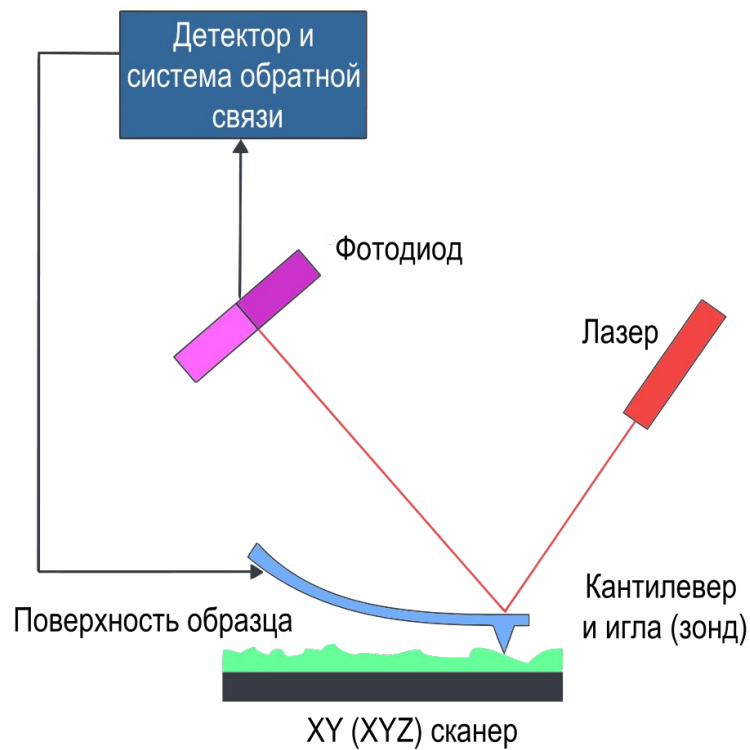 Детектор и
система обратной
связи
Фотодиод
Лазер
Кантилевер
и игла (зонд)
Поверхность образца
XY (XYZ) сканер